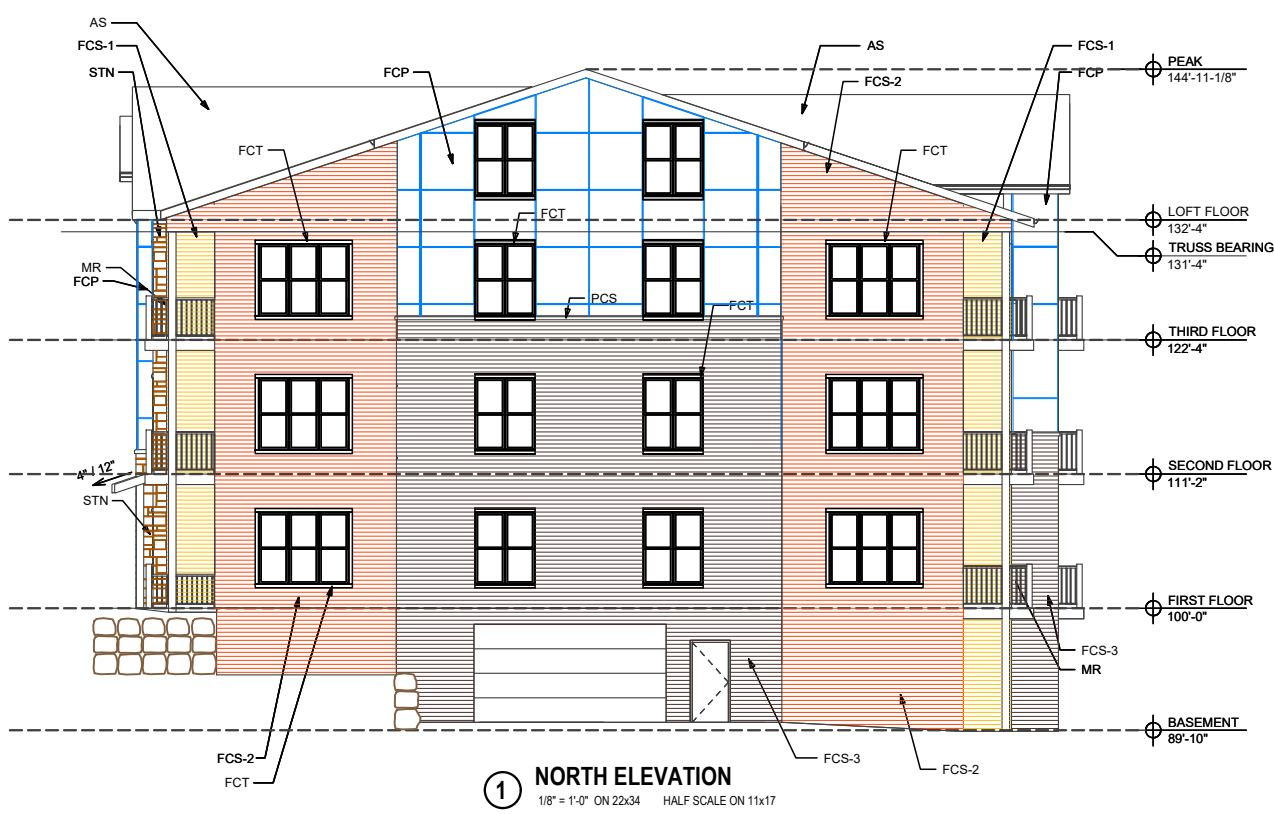 AS
FCS-1
STN
FCP
AS
FCS-2
FCS-1
FCP
PEAK
144'-11-1/8"
FCT
FCT
FCT
LOFT FLOOR
132'-4"
TRUSS BEARING
131'-4"
MR
FCP
PCS
FCT
THIRD FLOOR
122'-4"
4" / 12"
SECOND FLOOR
111'-2"
STN
FIRST FLOOR
100'-0"
FCS-3
MR
BASEMENT
89'-10"
FCS-2
FCT
FCS-3
FCS-2
1
NORTH ELEVATION
1/8" = 1'-0" ON 22x34 HALF SCALE ON 11x17